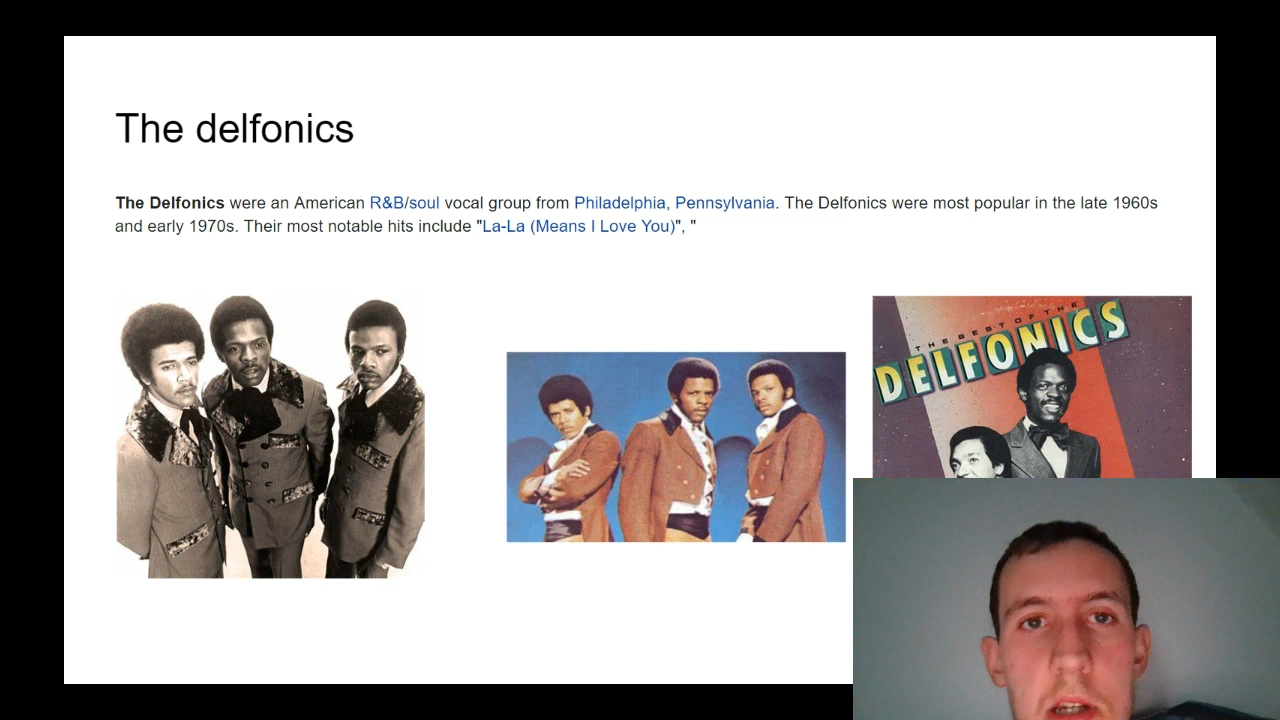 The delfonics
The Delfonics were an American R&B/soul vocal group from Philadelphia, Pennsylvania. The Delfonics were most popular in the late 1960s
and early 1970s. Their most notable hits include "La-La (Means I Love You)", "
THE BEST OF THE
DELFONICS